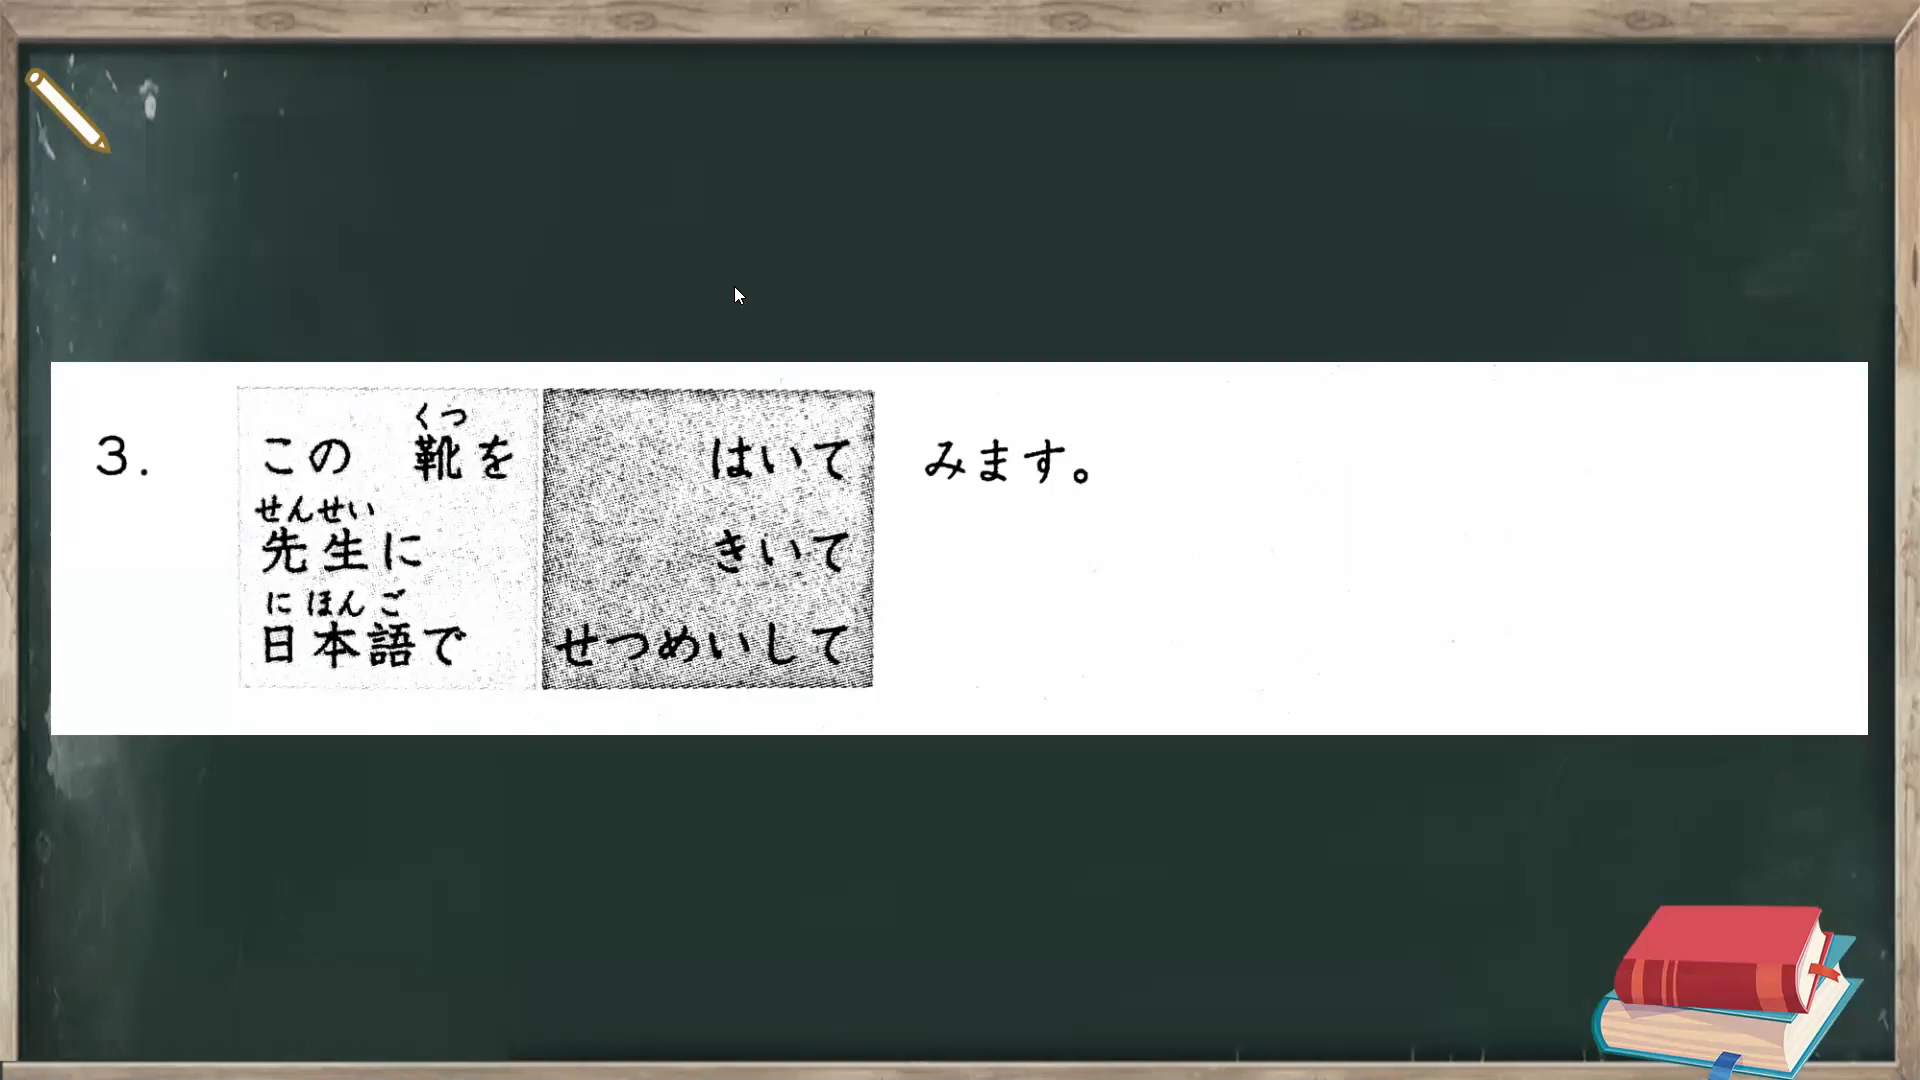 3. この 靴を はいて みます。
くつ
先生に きいて
せんせい
日本語で せつめいして
にほんご